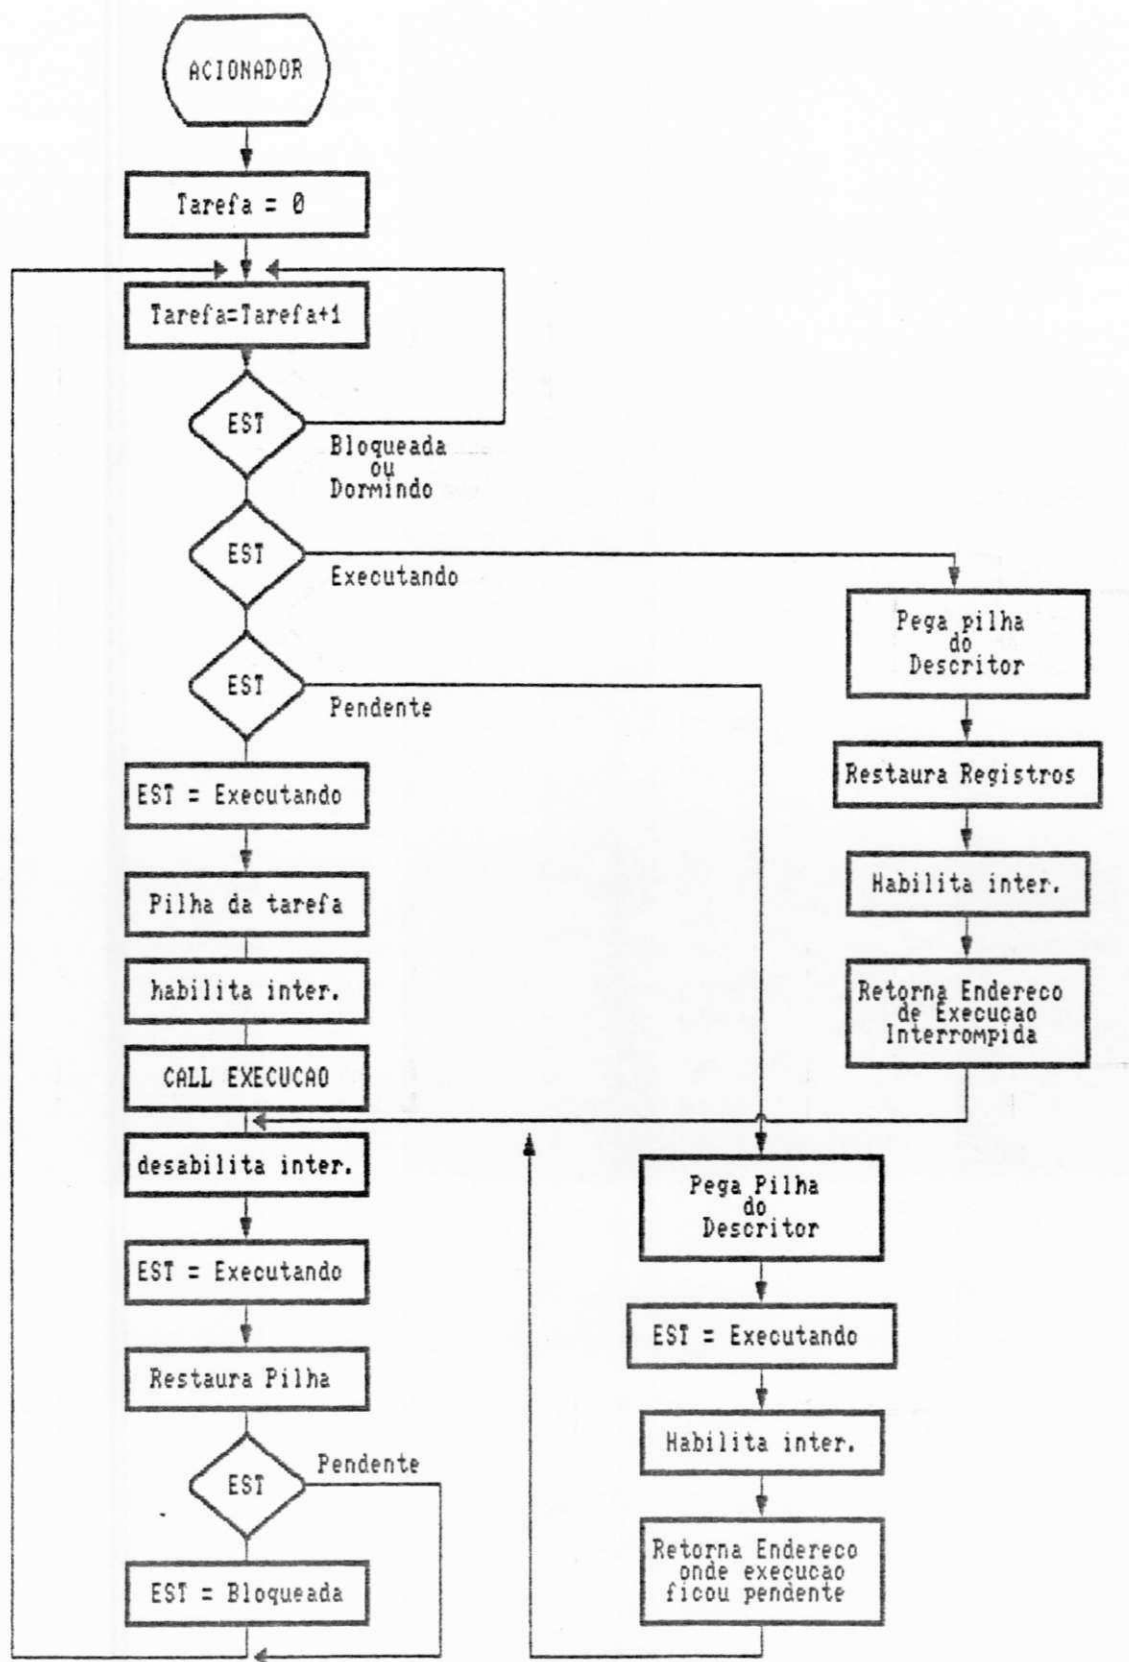 ACIONADOR
Tarefa = 0
Tarefa=Tarefa+1
EST
Bloqueada
ou
Dormindo
EST
Executando
EST
Pendente
EST = Executando
Pilha da tarefa
habilita inter.
CALL EXECUCAO
desabilita inter.
EST = Executando
Restaura Pilha
EST
Pendente
EST = Bloqueada
Pega pilha
do
Descritor
Restaura Registros
Habilita inter.
Retorna Endereco
de Execucao
Interrompida
Pega Pilha
do
Descritor
EST = Executando
Habilita inter.
Retorna Endereco
onde execucao
ficou pendente